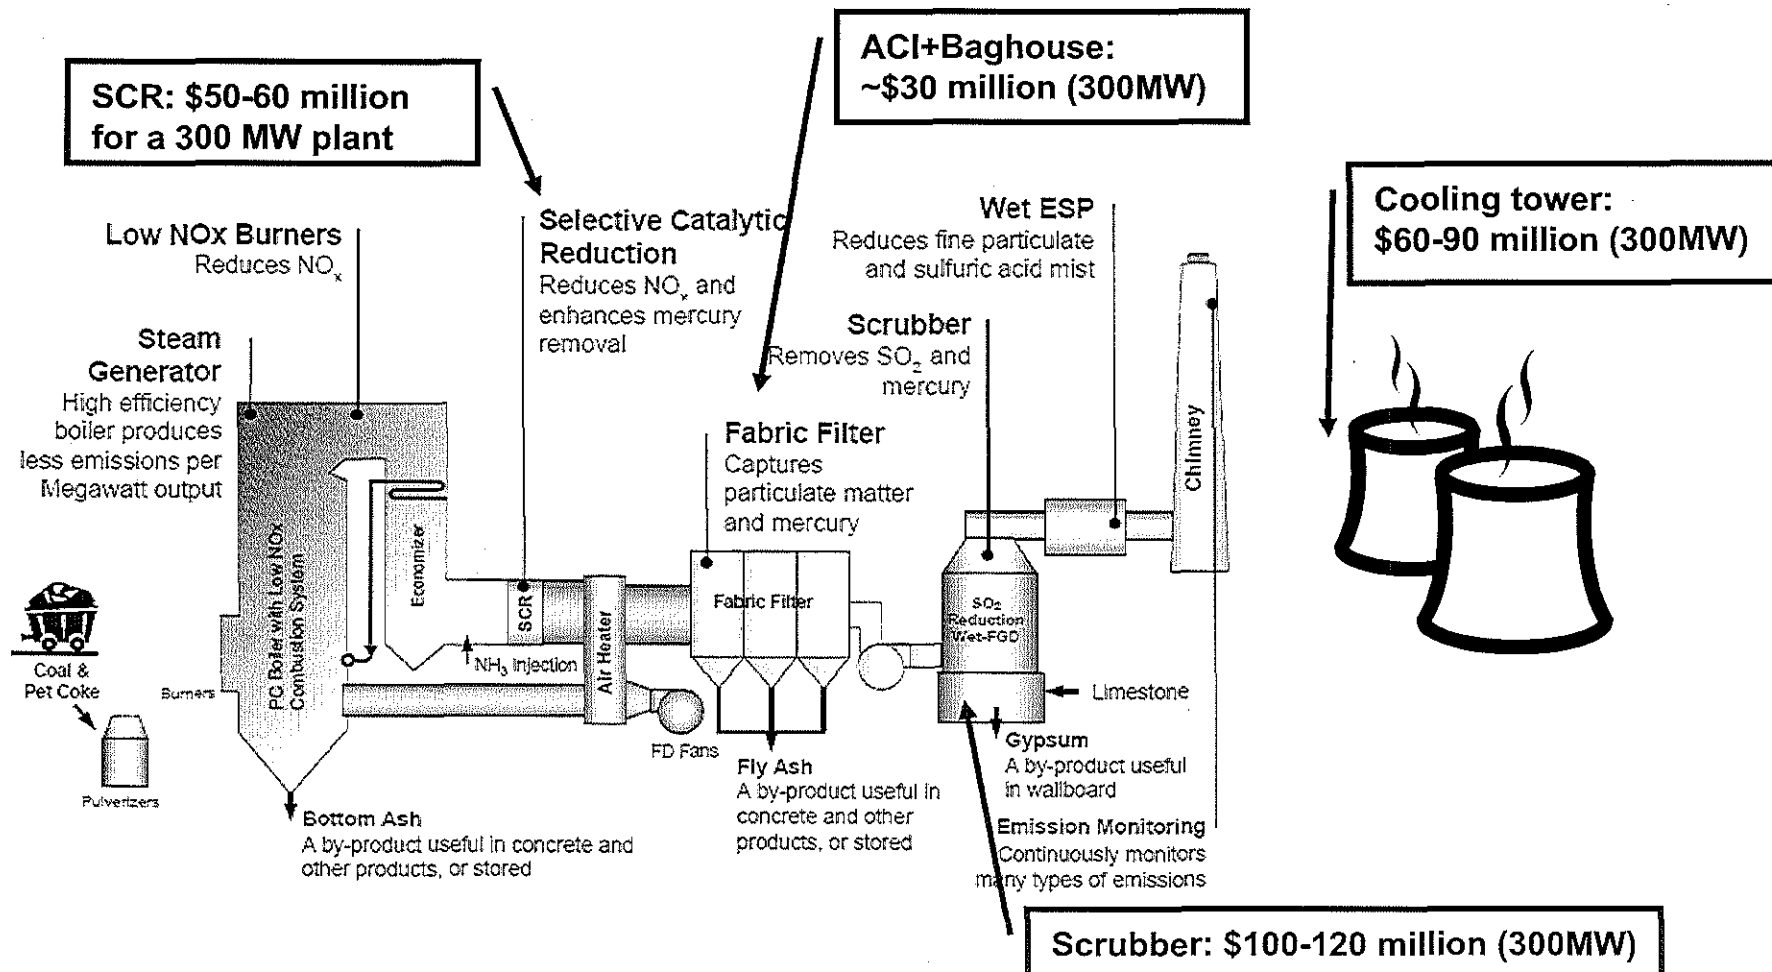 ACI+Baghouse:
~$30 million (300MW)
SCR: $50-60 million
for a 300 MW plant
Cooling tower:
$60-90 million (300MW)
Low NOx Burners
Reduces NOₓ
Selective Catalytic
Reduction
Reduces NOₓ and
enhances mercury
removal
Wet ESP
Reduces fine particulate
and sulfuric acid mist
Steam
Generator
High efficiency
boiler produces
less emissions per
Megawatt output
Scrubber
Removes SO₂ and
mercury
Fabric Filter
Captures
particulate matter
and mercury
Chimney
PC Boiler with Low NOx
Combustion System
Economizer
SCR
Air Heater
Fabric Filter
SO₂
Reduction
Wet-FGD
NH₃ Injection
Coal &
Pet Coke
Burners
Limestone
Pulverizers
FD Fans
Gypsum
A by-product useful
in wallboard
Fly Ash
A by-product useful in
concrete and other
products, or stored
Bottom Ash
A by-product useful in concrete and
other products, or stored
Emission Monitoring
Continuously monitors
many types of emissions
Scrubber: $100-120 million (300MW)